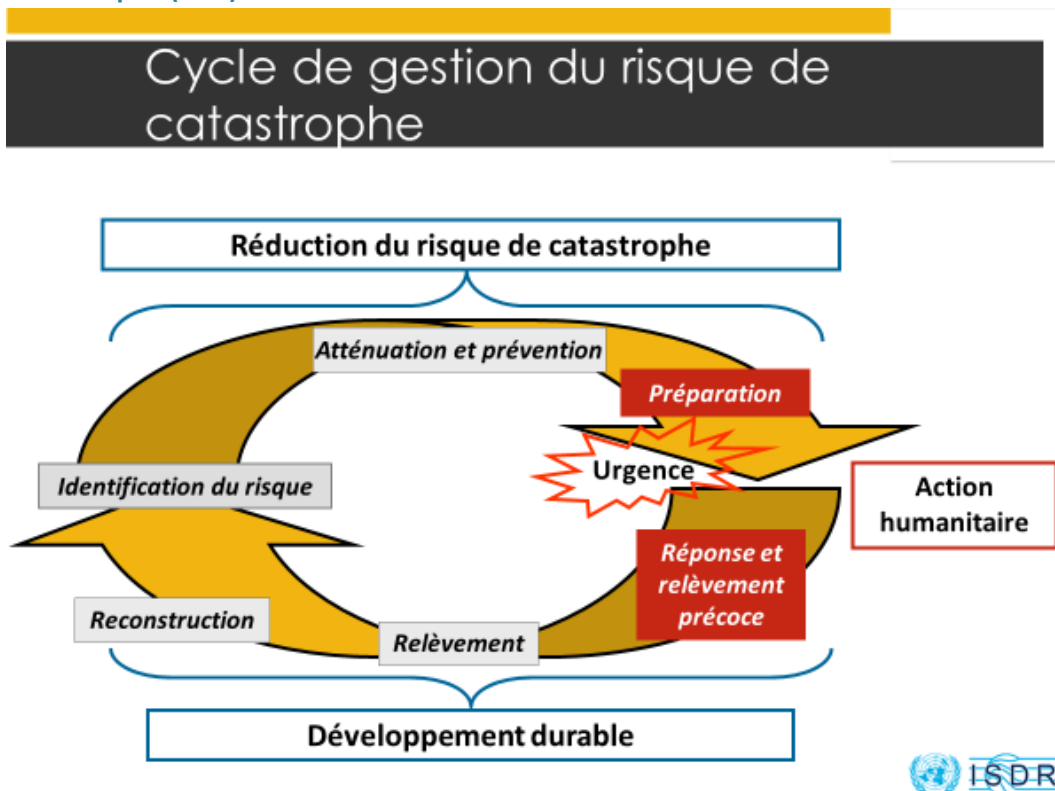 Cycle de gestion du risque de
catastrophe
Réduction du risque de catastrophe
Atténuation et prévention
Préparation
Urgence
Identification du risque
Action
humanitaire
Réponse et
relèvement
précoce
Reconstruction
Relèvement
Développement durable
ISDR